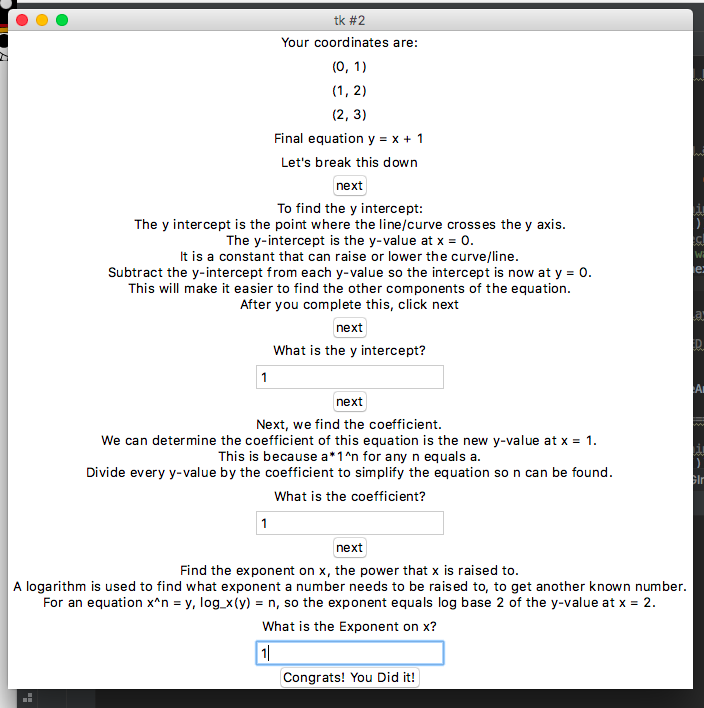 tk #2
Your coordinates are:
(0, 1)
(1, 2)
(2, 3)
Final equation y = x + 1
Let's break this down
next
To find the y intercept:
The y intercept is the point where the line/curve crosses the y axis.
The y-intercept is the y-value at x = 0.
It is a constant that can raise or lower the curve/line.
Subtract the y-intercept from each y-value so the intercept is now at y = 0.
This will make it easier to find the other components of the equation.
After you complete this, click next
next
What is the y intercept?
1
next
Next, we find the coefficient.
We can determine the coefficient of this equation is the new y-value at x = 1.
This is because a*1^n for any n equals a.
Divide every y-value by the coefficient to simplify the equation so n can be found.
What is the coefficient?
1
next
Find the exponent on x, the power that x is raised to.
A logarithm is used to find what exponent a number needs to be raised to, to get another known number.
For an equation x^n = y, log_x(y) = n, so the exponent equals log base 2 of the y-value at x = 2.
What is the Exponent on x?
1
Congrats! You Did it!